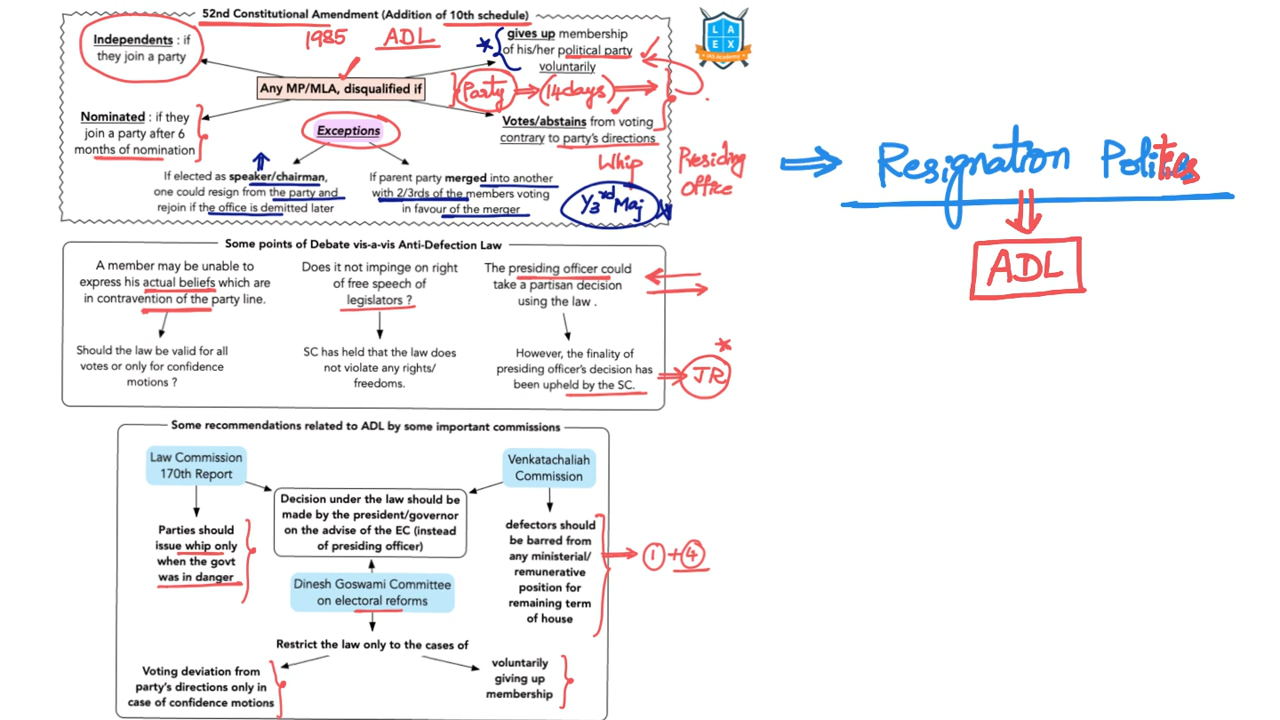 52nd Constitutional Amendment (Addition of 10th schedule)
1985 ADL
Independents : if
they join a party
gives up membership
of his/her political party
voluntarily
Any MP/MLA, disqualified if
Party (14days)
Nominated : if they
join a party after 6
months of nomination
Votes/abstains from voting
contrary to party's directions
Exceptions
Whip
Presiding
Office
If elected as speaker/chairman,
one could resign from the party and
rejoin if the office is demitted later
If parent party merged into another
with 2/3rds of the members voting
in favour of the merger
1/3rd Maj
LAEX
IAS Academy
Resignation Polities
ADL
Some points of Debate vis-a-vis Anti-Defection Law
A member may be unable to
express his actual beliefs which are
in contravention of the party line.
Does it not impinge on right
of free speech of
legislators ?
The presiding officer could
take a partisan decision
using the law .
Should the law be valid for all
votes or only for confidence
motions ?
SC has held that the law does
not violate any rights/
freedoms.
However, the finality of
presiding officer's decision has
been upheld by the SC.
JR
Some recommendations related to ADL by some important commissions
Law Commission
170th Report
Venkatachaliah
Commission
Decision under the law should be
made by the president/governor
on the advise of the EC (instead
of presiding officer)
Parties should
issue whip only
when the govt
was in danger
defectors should
be barred from
any ministerial/
remunerative
position for
remaining term
of house
1 + 4
Dinesh Goswami Committee
on electoral reforms
Restrict the law only to the cases of
Voting deviation from
party's directions only in
case of confidence motions
voluntarily
giving up
membership